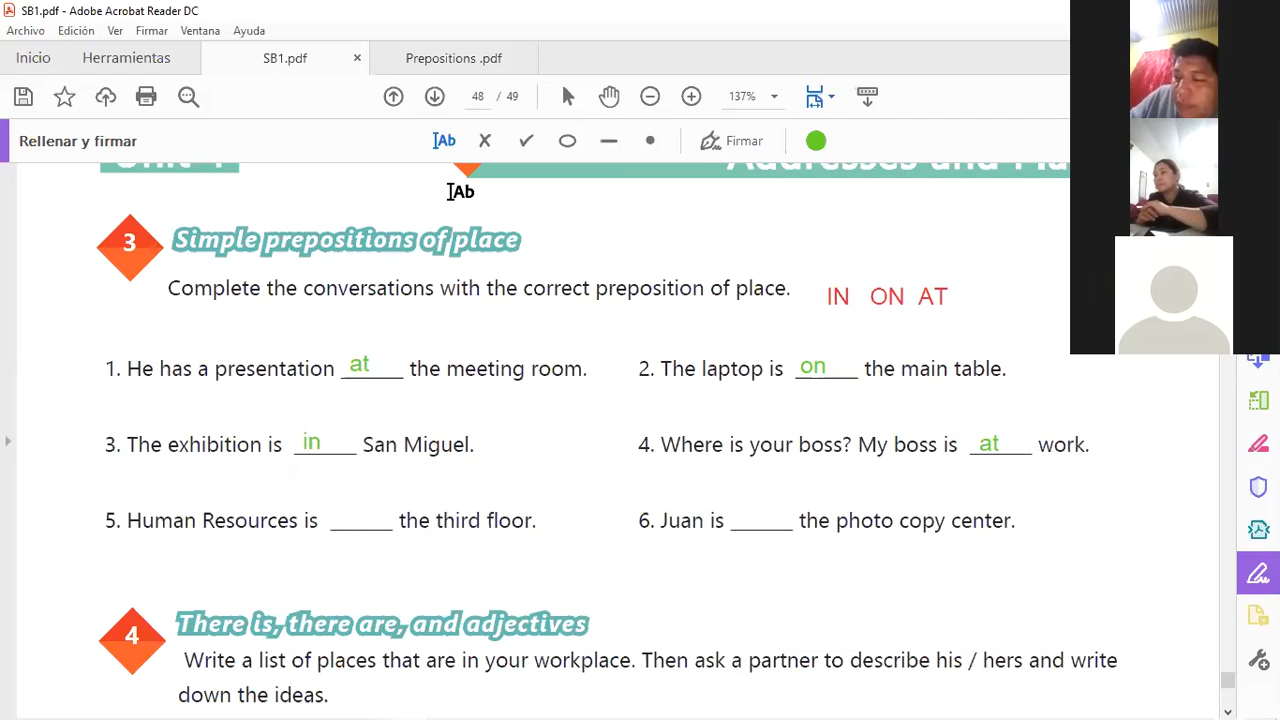 SB1.pdf - Adobe Acrobat Reader DC
Archivo Edición Ver Firmar Ventana Ayuda
Inicio Herramientas SB1.pdf × Prepositions .pdf
48 / 49 137%
Rellenar y firmar Ab Firmar
Addresses and
Ab
3 Simple prepositions of place
Complete the conversations with the correct preposition of place. IN ON AT
1. He has a presentation at the meeting room. 2. The laptop is on the main table.
3. The exhibition is in San Miguel. 4. Where is your boss? My boss is at work.
5. Human Resources is ______ the third floor. 6. Juan is ______ the photo copy center.
4 There is, there are, and adjectives
Write a list of places that are in your workplace. Then ask a partner to describe his / hers and write
down the ideas.